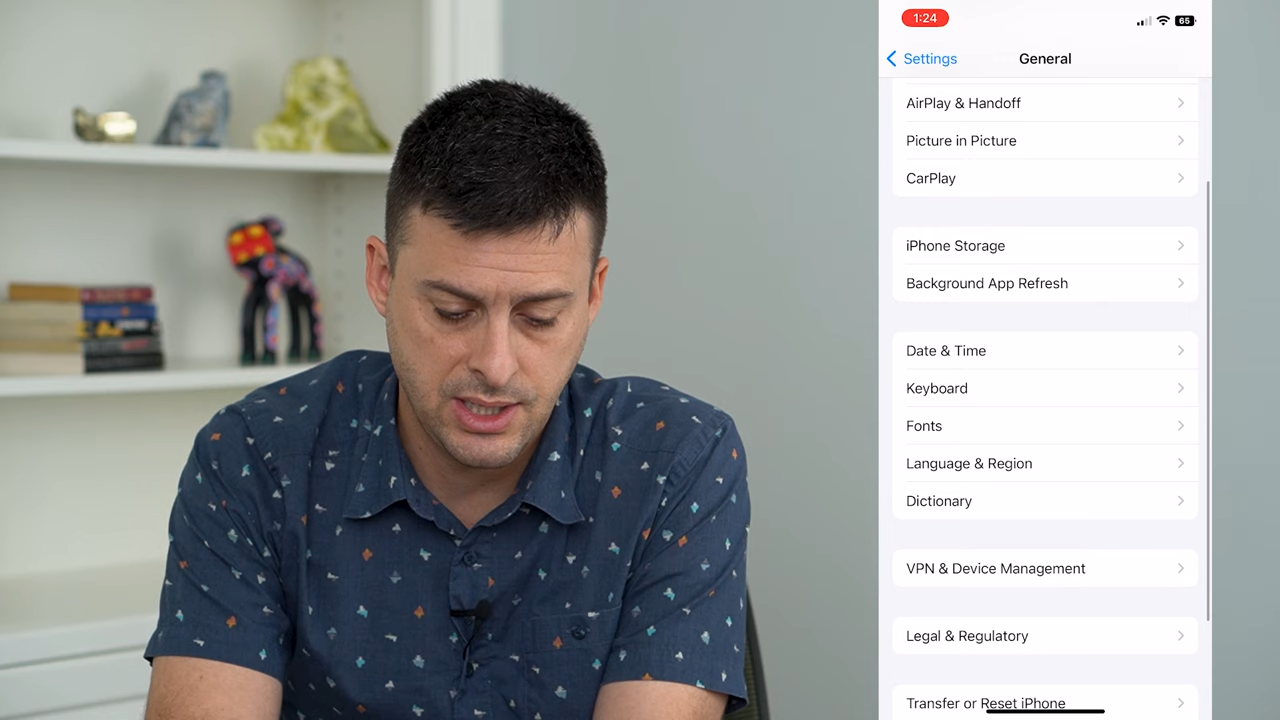 1:24
65
Settings
General
AirPlay & Handoff
Picture in Picture
CarPlay
iPhone Storage
Background App Refresh
Date & Time
Keyboard
Fonts
Language & Region
Dictionary
VPN & Device Management
Legal & Regulatory
Transfer or Reset iPhone